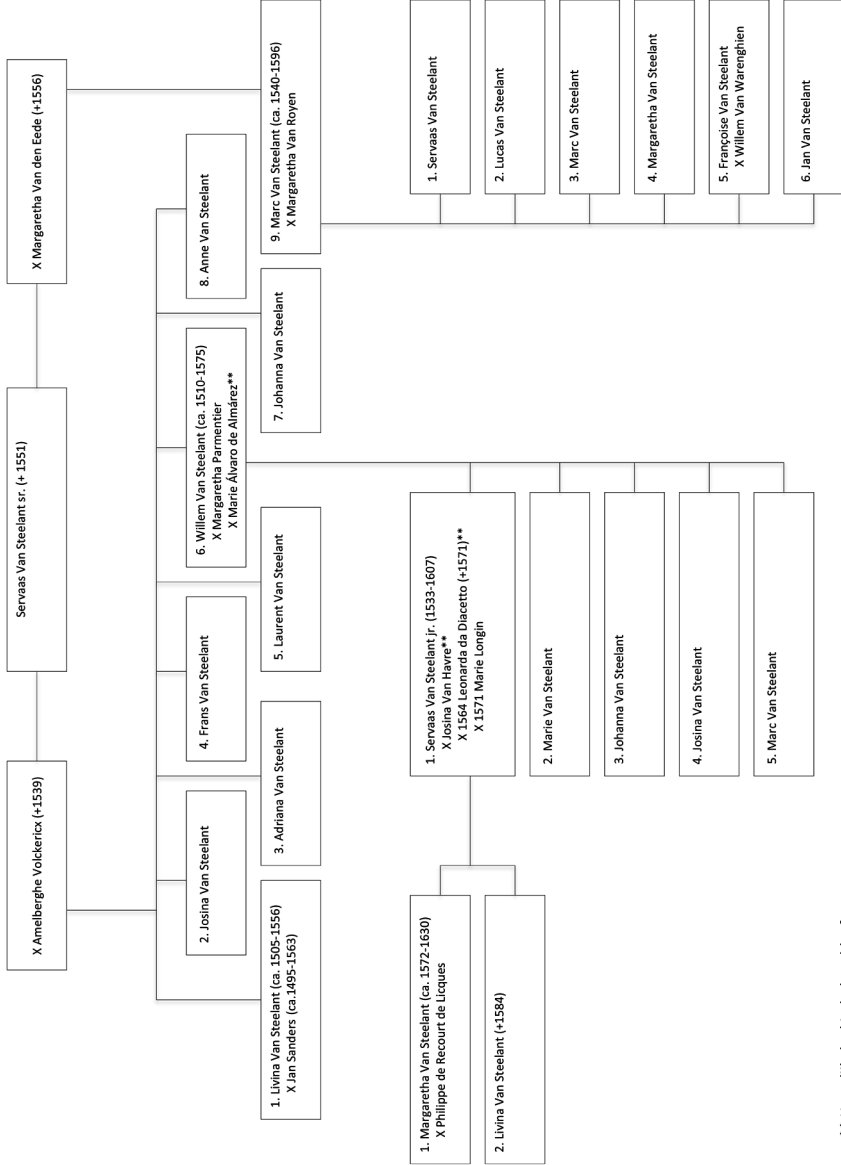 X Amelberghe Volckericx (+1539)
Servaas Van Steelant sr. (+ 1551)
X Margaretha Van den Eede (+1556)
1. Livina Van Steelant (ca. 1505-1556)
X Jan Sanders (ca.1495-1563)
2. Josina Van Steelant
3. Adriana Van Steelant
4. Frans Van Steelant
5. Laurent Van Steelant
6. Willem Van Steelant (ca. 1510-1575)
X Margaretha Parmentier
X Marie Álvaro de Almárez**
7. Johanna Van Steelant
8. Anne Van Steelant
9. Marc Van Steelant (ca. 1540-1596)
X Margaretha Van Royen
1. Margaretha Van Steelant (ca. 1572-1630)
X Philippe de Recourt de Licques
2. Livina Van Steelant (+1584)
1. Servaas Van Steelant jr. (1533-1607)
X Josina Van Havre**
X 1564 Leonarda da Diacetto (+1571)**
X 1571 Marie Longin
2. Marie Van Steelant
3. Johanna Van Steelant
4. Josina Van Steelant
5. Marc Van Steelant
1. Servaas Van Steelant
2. Lucas Van Steelant
3. Marc Van Steelant
4. Margaretha Van Steelant
5. Françoise Van Steelant
X Willem Van Warenghien
6. Jan Van Steelant